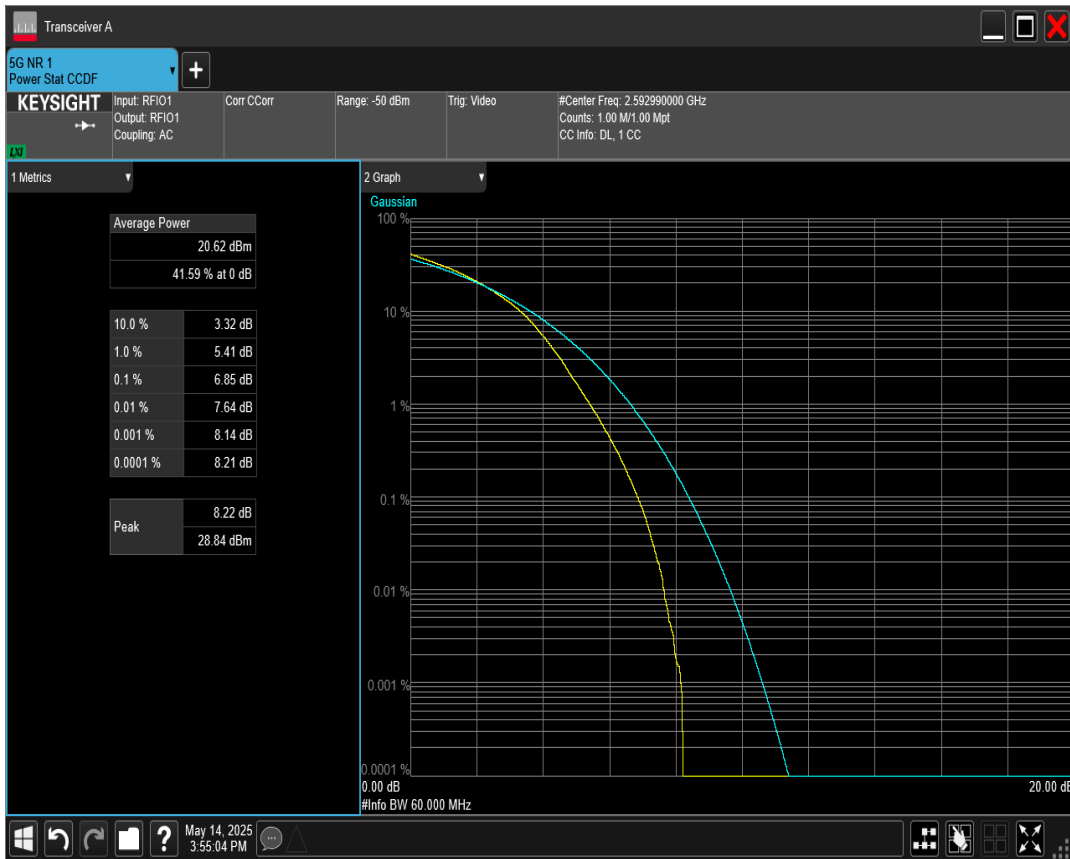 Transceiver A
5G NR 1
Power Stat CCDF
KEYSIGHT
LXI
Input: RFIO1
Output: RFIO1
Coupling: AC
Corr CCorr
Range: -50 dBm
Trig: Video
#Center Freq: 2.592990000 GHz
Counts: 1.00 M/1.00 Mpt
CC Info: DL, 1 CC
1 Metrics
Average Power
20.62 dBm
41.59 % at 0 dB
10.0 % 3.32 dB
1.0 % 5.41 dB
0.1 % 6.85 dB
0.01 % 7.64 dB
0.001 % 8.14 dB
0.0001 % 8.21 dB
Peak 8.22 dB
28.84 dBm
2 Graph
Gaussian
100 %
10 %
1 %
0.1 %
0.01 %
0.001 %
0.0001 %
0.00 dB 20.00 dB
#Info BW 60.000 MHz
May 14, 2025
3:55:04 PM